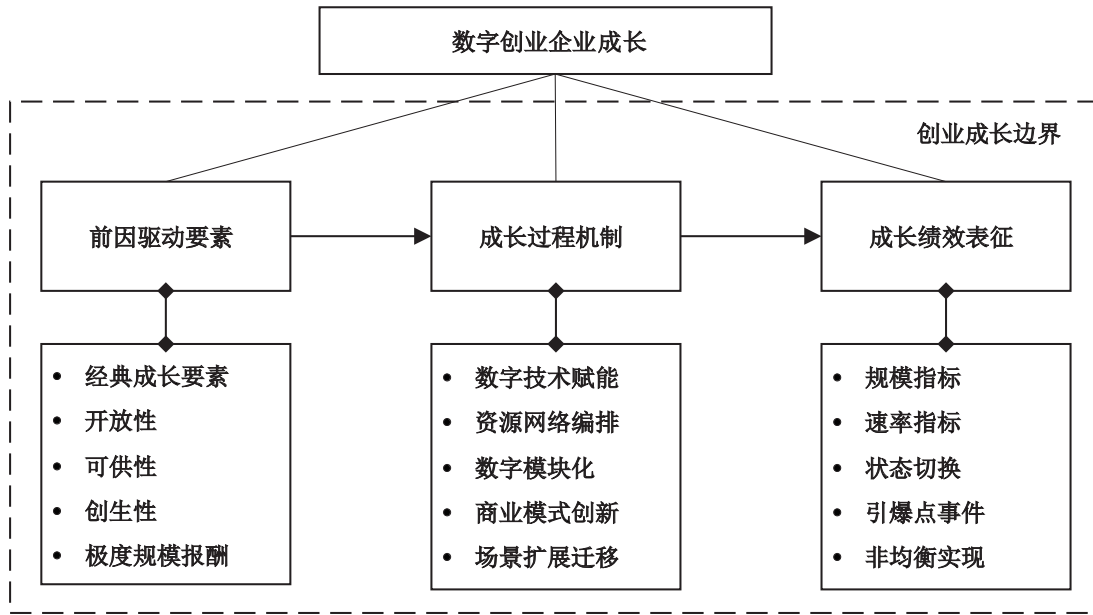 数字创业企业成长
创业成长边界
前因驱动要素
成长过程机制
成长绩效表征
• 经典成长要素
• 开放性
• 可供性
• 创生性
• 极度规模报酬
• 数字技术赋能
• 资源网络编排
• 数字模块化
• 商业模式创新
• 场景扩展迁移
• 规模指标
• 速率指标
• 状态切换
• 引爆点事件
• 非均衡实现